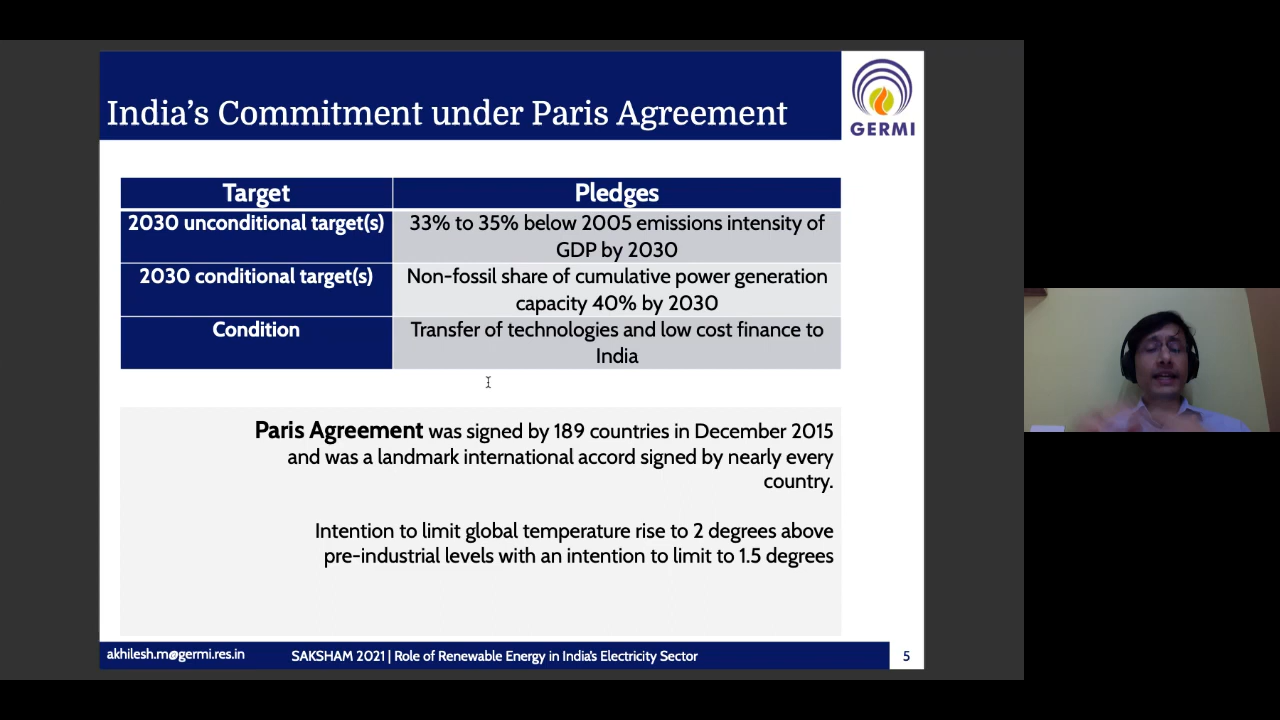 India's Commitment under Paris Agreement
GERMI
Target Pledges
2030 unconditional target(s) 33% to 35% below 2005 emissions intensity of
GDP by 2030
2030 conditional target(s) Non-fossil share of cumulative power generation
capacity 40% by 2030
Condition Transfer of technologies and low cost finance to
India
Paris Agreement was signed by 189 countries in December 2015
and was a landmark international accord signed by nearly every
country.
Intention to limit global temperature rise to 2 degrees above
pre-industrial levels with an intention to limit to 1.5 degrees
akhilesh.m@germi.res.in SAKSHAM 2021 | Role of Renewable Energy in India's Electricity Sector 5